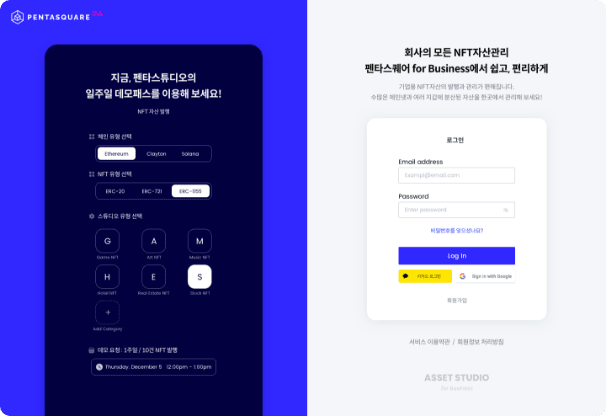 PENTASQUARE
지금, 펜타스튜디오의
일주일 데모패스를 이용해 보세요!
NFT 자산 발행
체인 유형 선택
Ethereum Clayton Solana
NFT 유형 선택
ERC-20 ERC-721 ERC-1155
스튜디오 유형 선택
G A M
Game NFT Art NFT Music NFT
H E S
Hotel NFT Real Estate NFT Stock NFT
+
Add Category
데모 요청 : 1주일 / 10건 NFT 발행
Thursday, December 5 12:00pm - 1:00pm
회사의 모든 NFT자산관리
펜타스퀘어 for Business에서 쉽고, 편리하게
기업용 NFT자산의 발행과 관리가 편해집니다.
수많은 메인넷과 여러 지갑에 분산된 자산을 한곳에서 관리해 보세요!
로그인
Email address
Exampl@email.com
Password
Enter password
비밀번호를 잊으셨나요?
Log In
카카오 로그인 Sign in with Google
회원가입
서비스 이용약관 / 회원정보 처리방침
ASSET STUDIO
for Business